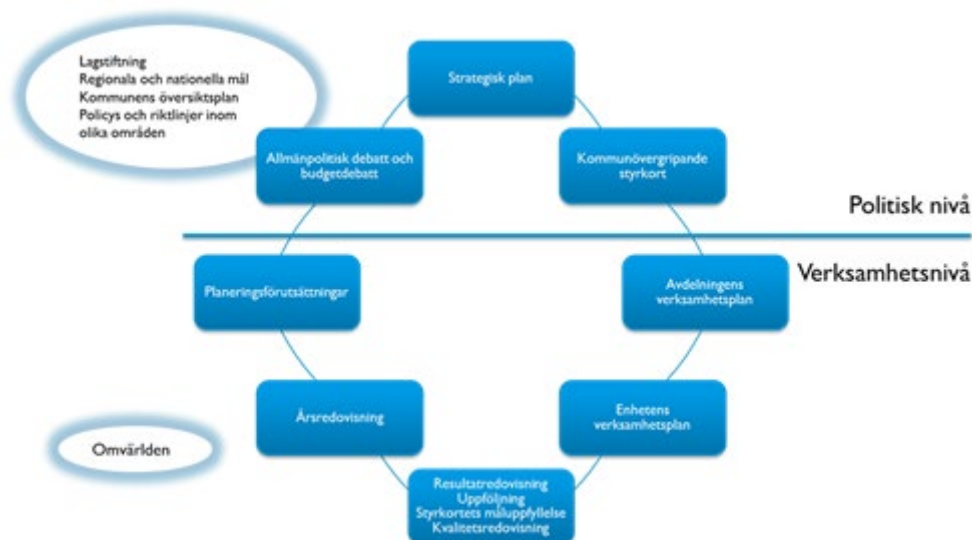 Lagstiftning
Regionala och nationella mål
Kommunens översiktsplan
Policys och riktlinjer inom
olika områden
Strategisk plan
Allmänpolitisk debatt och
budgetdebatt
Kommunövergripande
styrkort
Politisk nivå
Verksamhetsnivå
Planeringsförutsättningar
Avdelningens
verksamhetsplan
Årsredovisning
Enhetens
verksamhetsplan
Omvärlden
Resultatredovisning
Uppföljning
Styrkortets måluppfyllelse
Kvalitetsredovisning